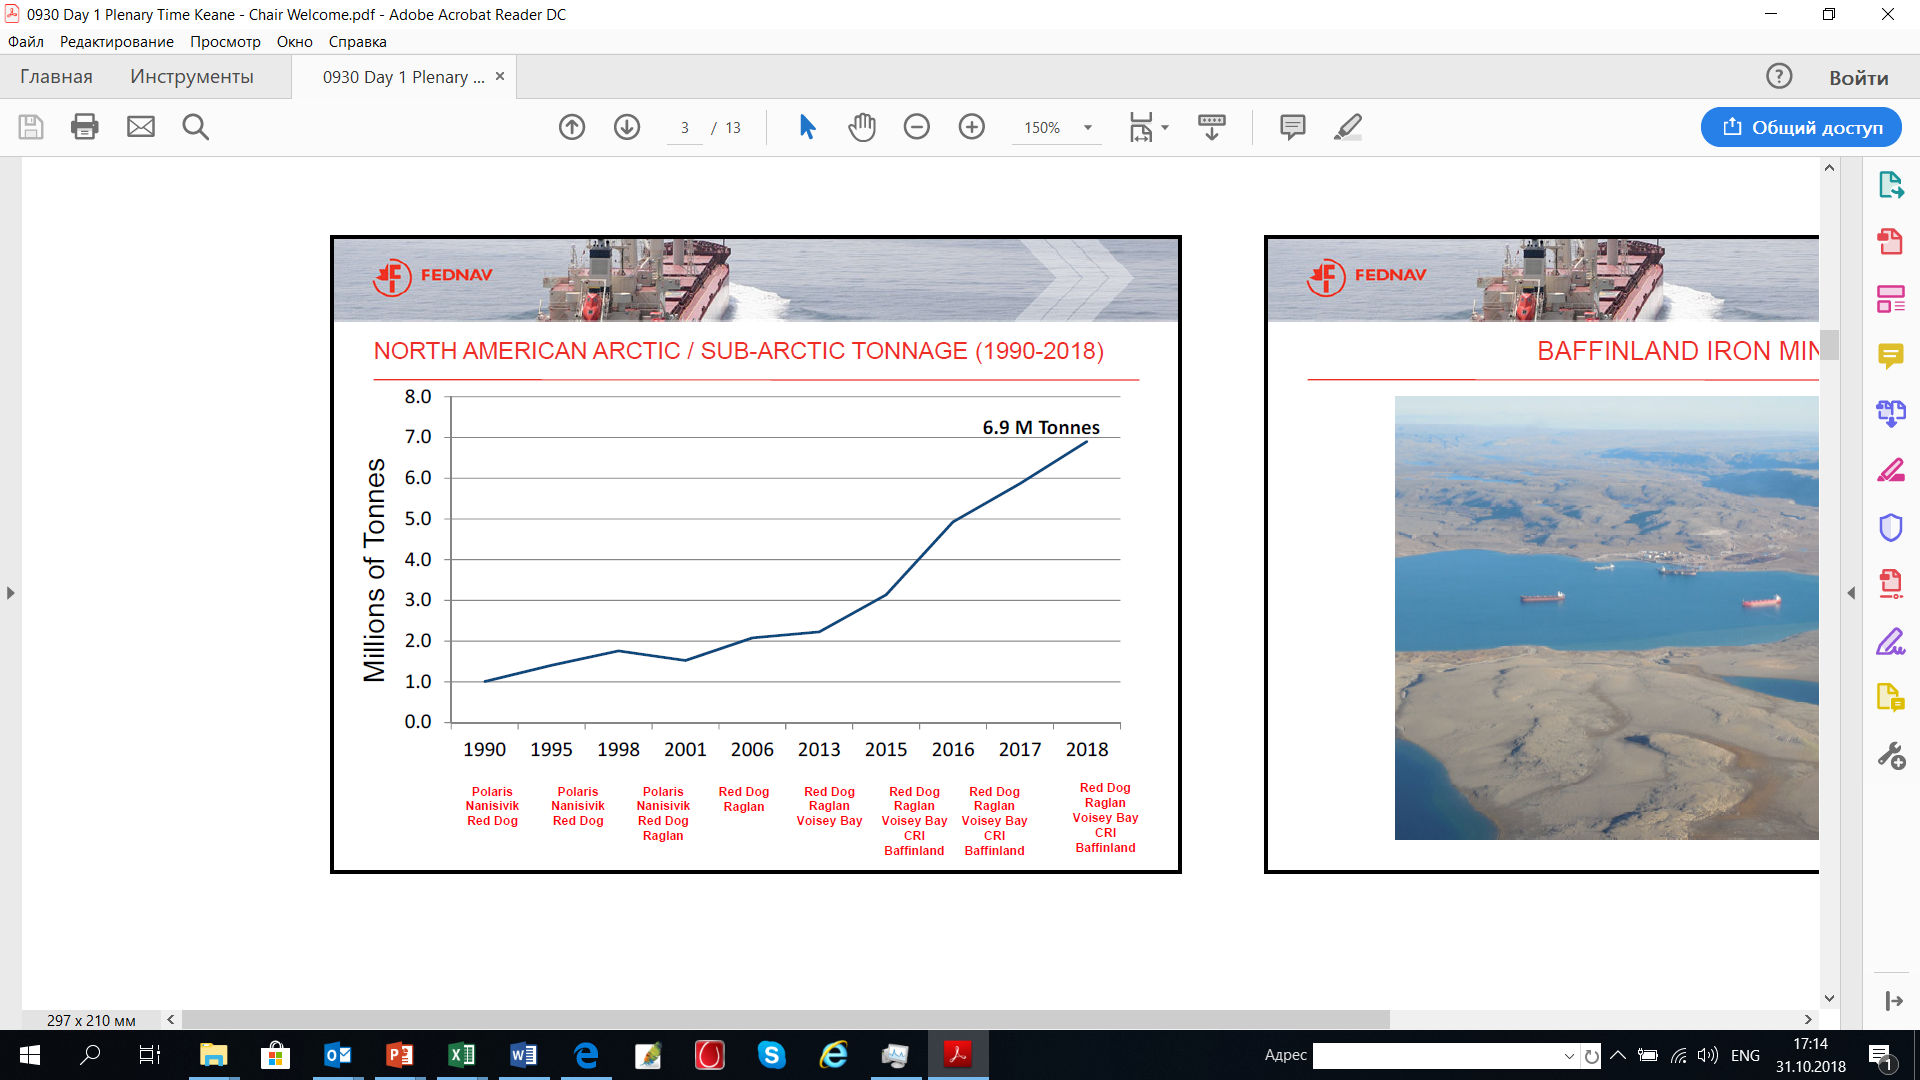 0930 Day 1 Plenary Time Keane - Chair Welcome.pdf - Adobe Acrobat Reader DC
Файл Редактирование Просмотр Окно Справка
Главная Инструменты 0930 Day 1 Plenary ... × Войти
3 / 13 150% Общий доступ
FEDNAV
NORTH AMERICAN ARCTIC / SUB-ARCTIC TONNAGE (1990-2018)
Millions of Tonnes
8.0
7.0
6.0
5.0
4.0
3.0
2.0
1.0
0.0
6.9 M Tonnes
1990 1995 1998 2001 2006 2013 2015 2016 2017 2018
Polaris
Nanisivik
Red Dog
Polaris
Nanisivik
Red Dog
Polaris
Nanisivik
Red Dog
Raglan
Red Dog
Raglan
Red Dog
Raglan
Voisey Bay
Red Dog
Raglan
Voisey Bay
CRI
Baffinland
Red Dog
Raglan
Voisey Bay
CRI
Baffinland
Red Dog
Raglan
Voisey Bay
CRI
Baffinland
FEDNAV
BAFFINLAND IRON MIN
297 x 210 мм
Адрес
ENG
17:14
31.10.2018
1